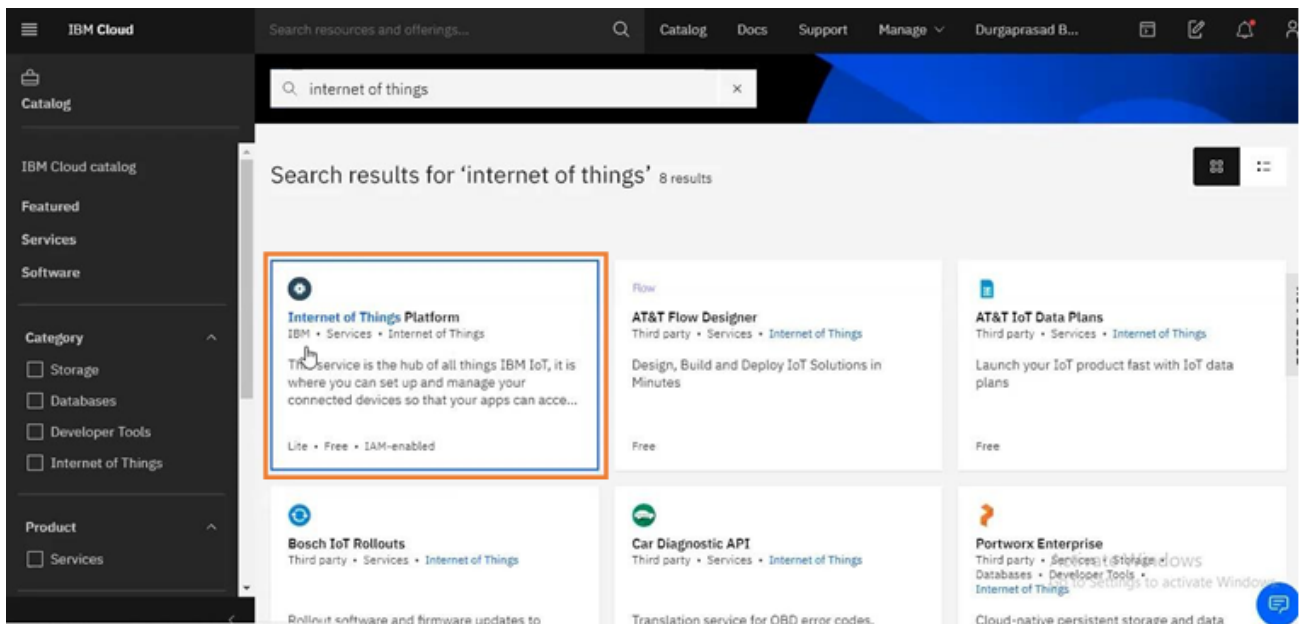 IBM Cloud
Search resources and offerings...
Catalog
Docs
Support
Manage
Durgaprasad B...
Catalog
internet of things
IBM Cloud catalog
Featured
Services
Software
Category
Storage
Databases
Developer Tools
Internet of Things
Product
Services
Search results for ‘internet of things’ 8 results
Internet of Things Platform
IBM • Services • Internet of Things
service is the hub of all things IBM IoT, it is
where you can set up and manage your
connected devices so that your apps can acce...
Lite • Free • IAM-enabled
Flow
AT&T Flow Designer
Third party • Services • Internet of Things
Design, Build and Deploy IoT Solutions in
Minutes
Free
AT&T IoT Data Plans
Third party • Services • Internet of Things
Launch your IoT product fast with IoT data
plans
Free
Bosch IoT Rollouts
Third party • Services • Internet of Things
Rollout software and firmware updates to
Car Diagnostic API
Third party • Services • Internet of Things
Translation service for OBD error codes.
Portworx Enterprise
Third party • Services • Storage •
Databases • Developer Tools •
Internet of Things
Cloud-native persistent storage and data
Activate Windows
Go to Settings to activate Windows